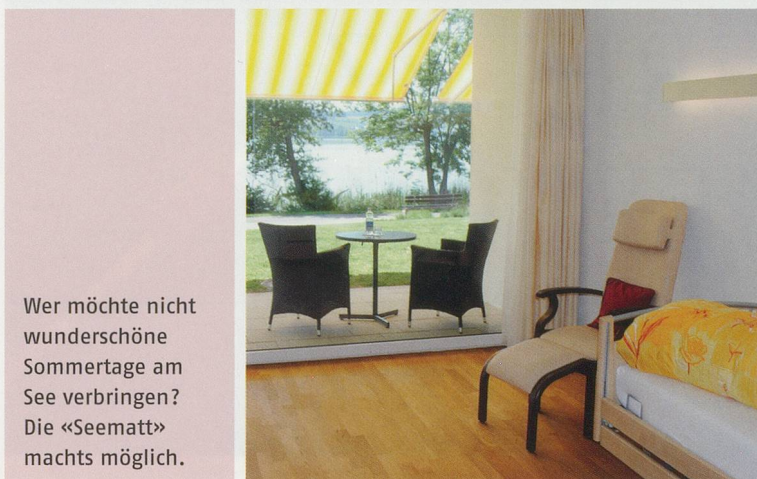 Wer möchte nicht
wunderschöne
Sommertage am
See verbringen?
Die «Seematt»
machts möglich.